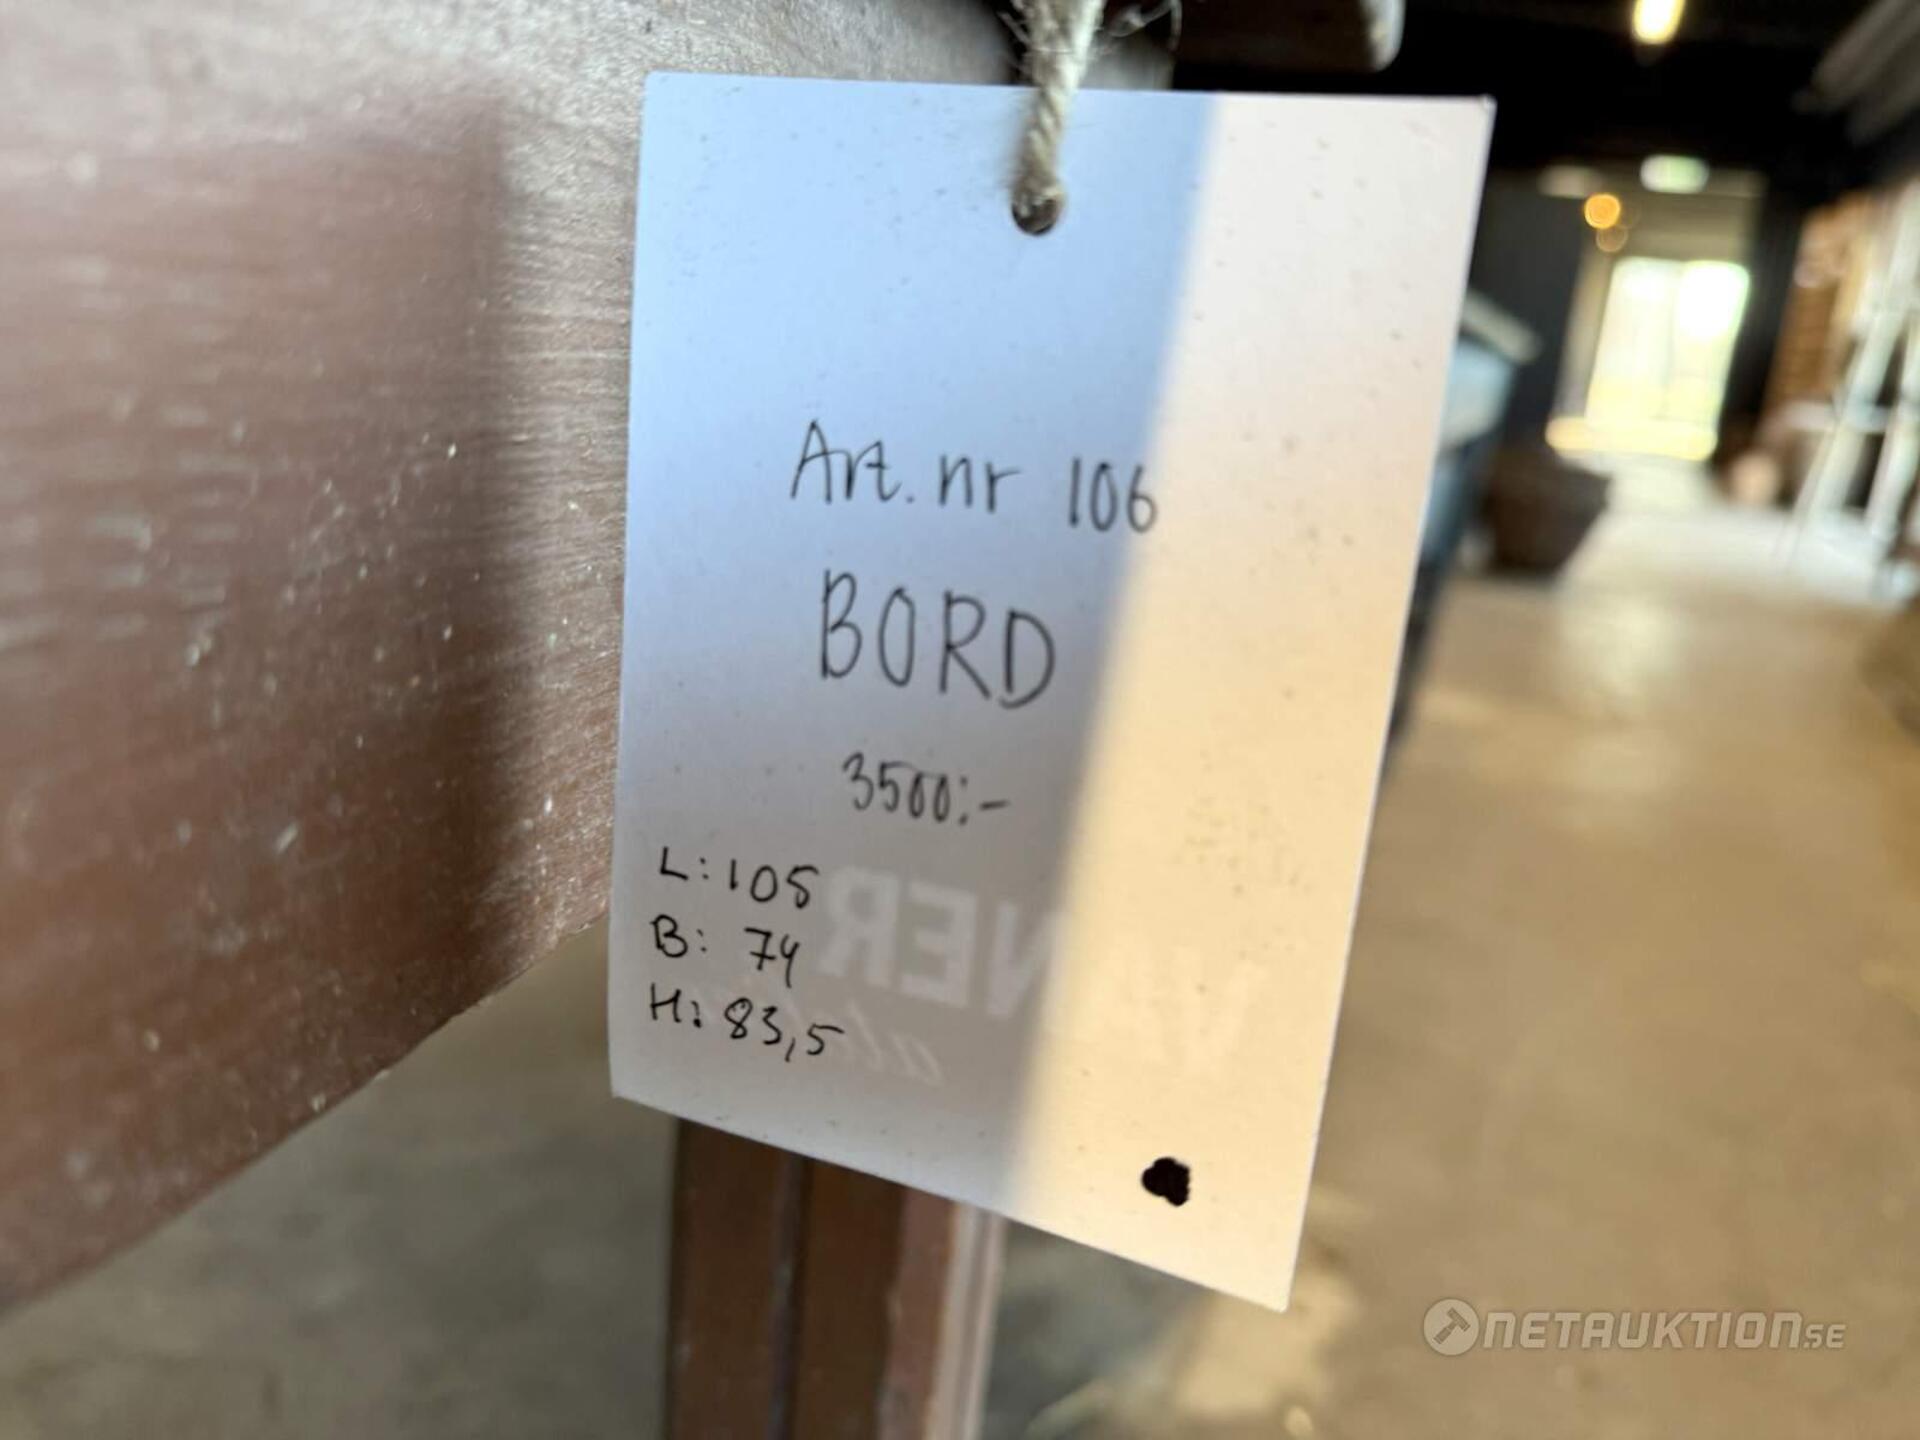 Art. nr 106
BORD
3500:-
L: 105
B: 74
H: 83,5
NETAUKTION.SE